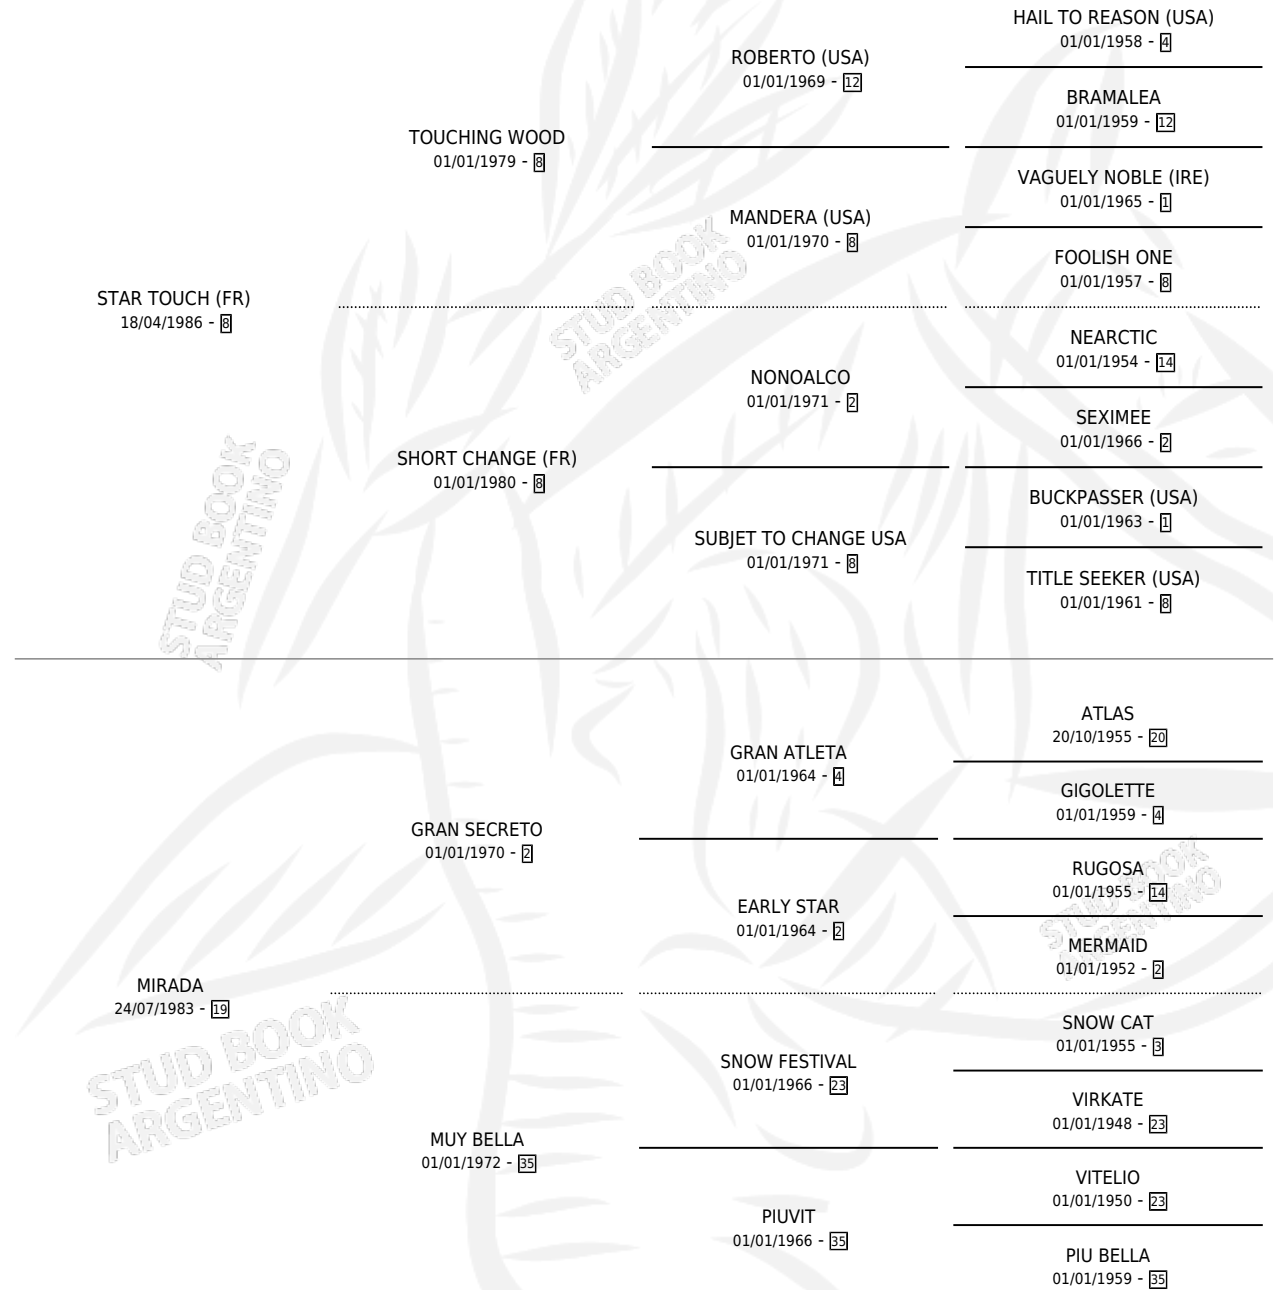 HAIL TO REASON (USA)
01/01/1958 - 4
ROBERTO (USA)
01/01/1969 - 12
BRAMALEA
01/01/1959 - 12
TOUCHING WOOD
01/01/1979 - 8
VAGUELY NOBLE (IRE)
01/01/1965 - 1
MANDERA (USA)
01/01/1970 - 8
FOOLISH ONE
01/01/1957 - 8
STAR TOUCH (FR)
18/04/1986 - 8
NEARCTIC
01/01/1954 - 14
NONOALCO
01/01/1971 - 2
SEXIMEE
01/01/1966 - 2
SHORT CHANGE (FR)
01/01/1980 - 8
BUCKPASSER (USA)
01/01/1963 - 1
SUBJET TO CHANGE USA
01/01/1971 - 8
TITLE SEEKER (USA)
01/01/1961 - 8
ATLAS
20/10/1955 - 20
GRAN ATLETA
01/01/1964 - 4
GIGOLETTE
01/01/1959 - 4
GRAN SECRETO
01/01/1970 - 2
RUGOSA
01/01/1955 - 14
EARLY STAR
01/01/1964 - 2
MERMAID
01/01/1952 - 2
MIRADA
24/07/1983 - 19
SNOW CAT
01/01/1955 - 3
SNOW FESTIVAL
01/01/1966 - 23
VIRKATE
01/01/1948 - 23
MUY BELLA
01/01/1972 - 35
VITELIO
01/01/1950 - 23
PIUVIT
01/01/1966 - 35
PIU BELLA
01/01/1959 - 35
STUD BOOK
ARGENTINO
STUD BOOK
ARGENTINO
STUD BOOK
ARGENTINO
STUD BOOK
ARGENTINO